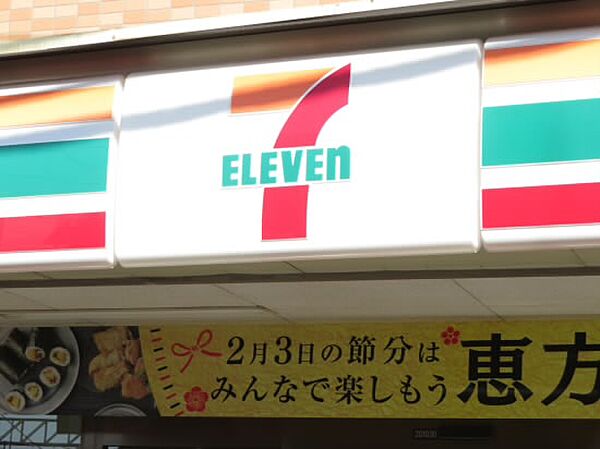 7
ELEVEn
2月3日の節分は
みんなで楽しもう
恵方